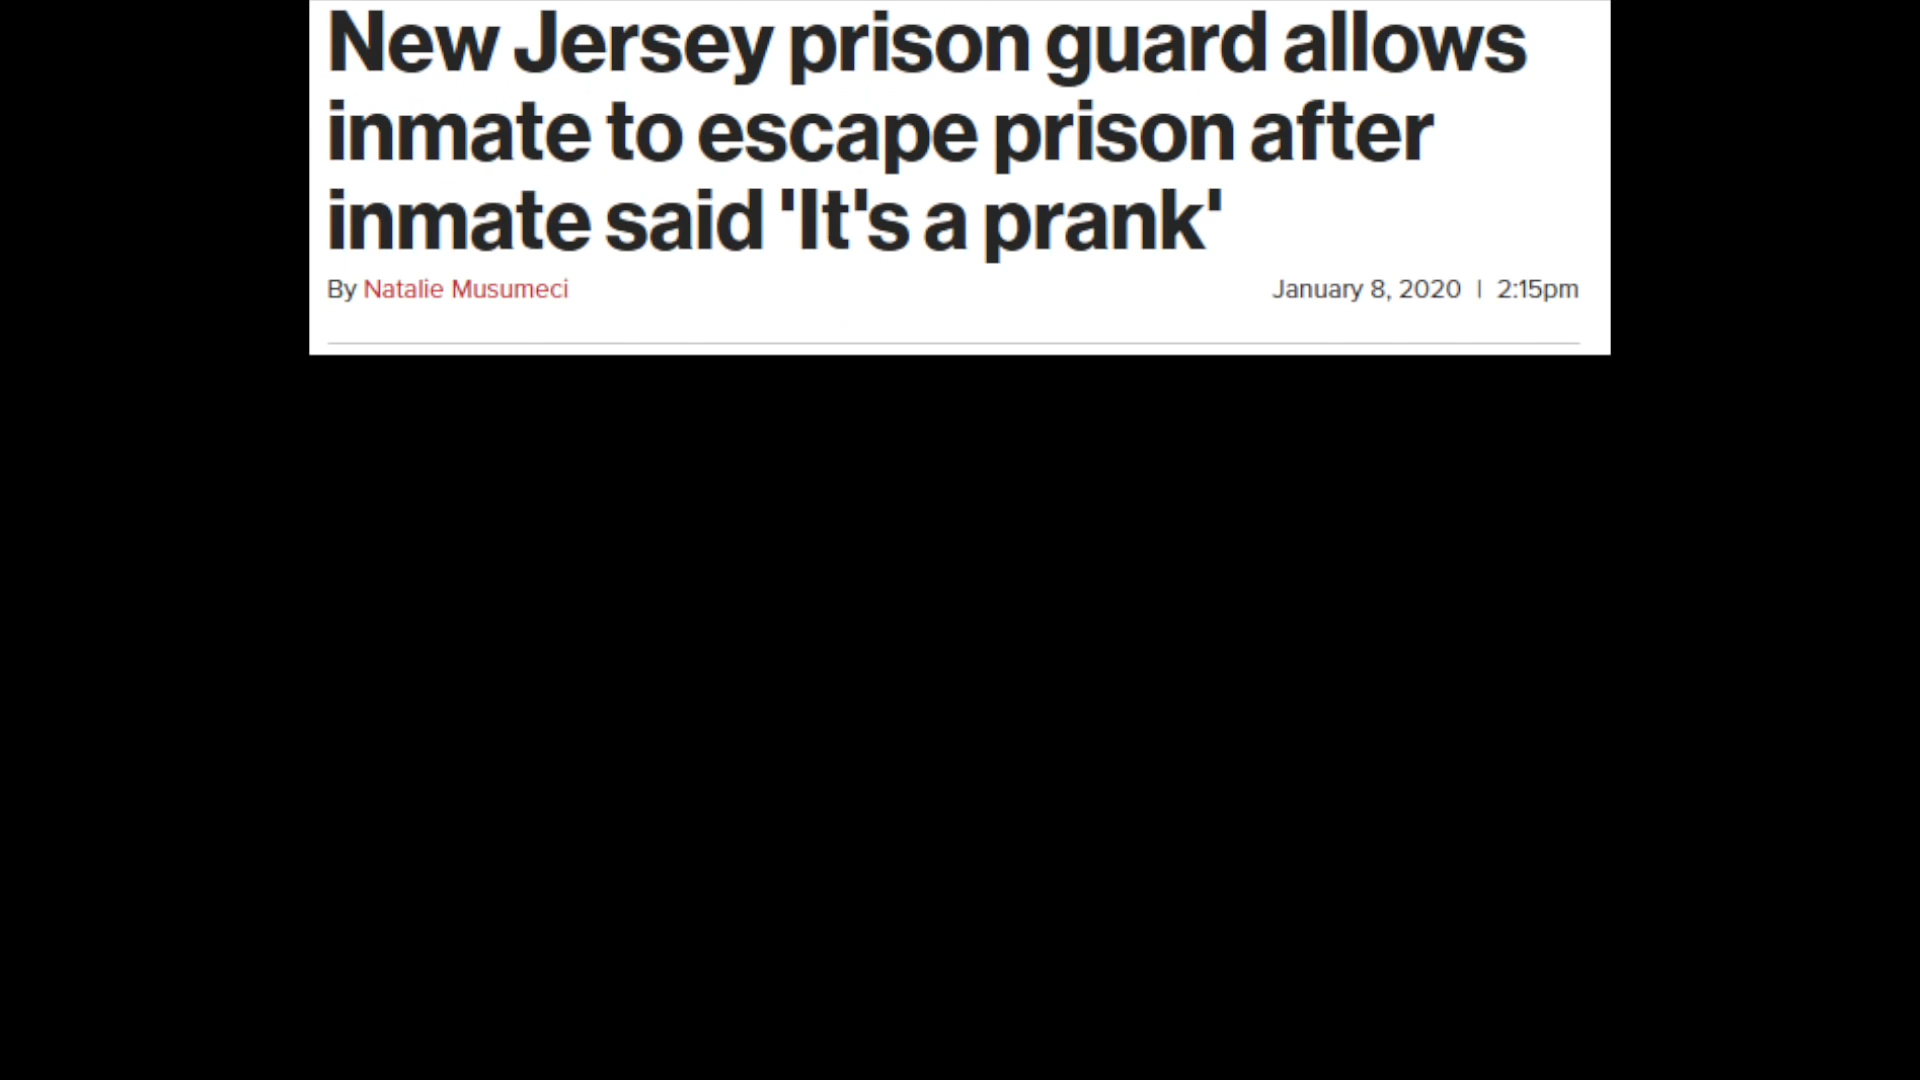 New Jersey prison guard allows
inmate to escape prison after
inmate said 'It's a prank'
By Natalie Musumeci January 8, 2020 | 2:15pm